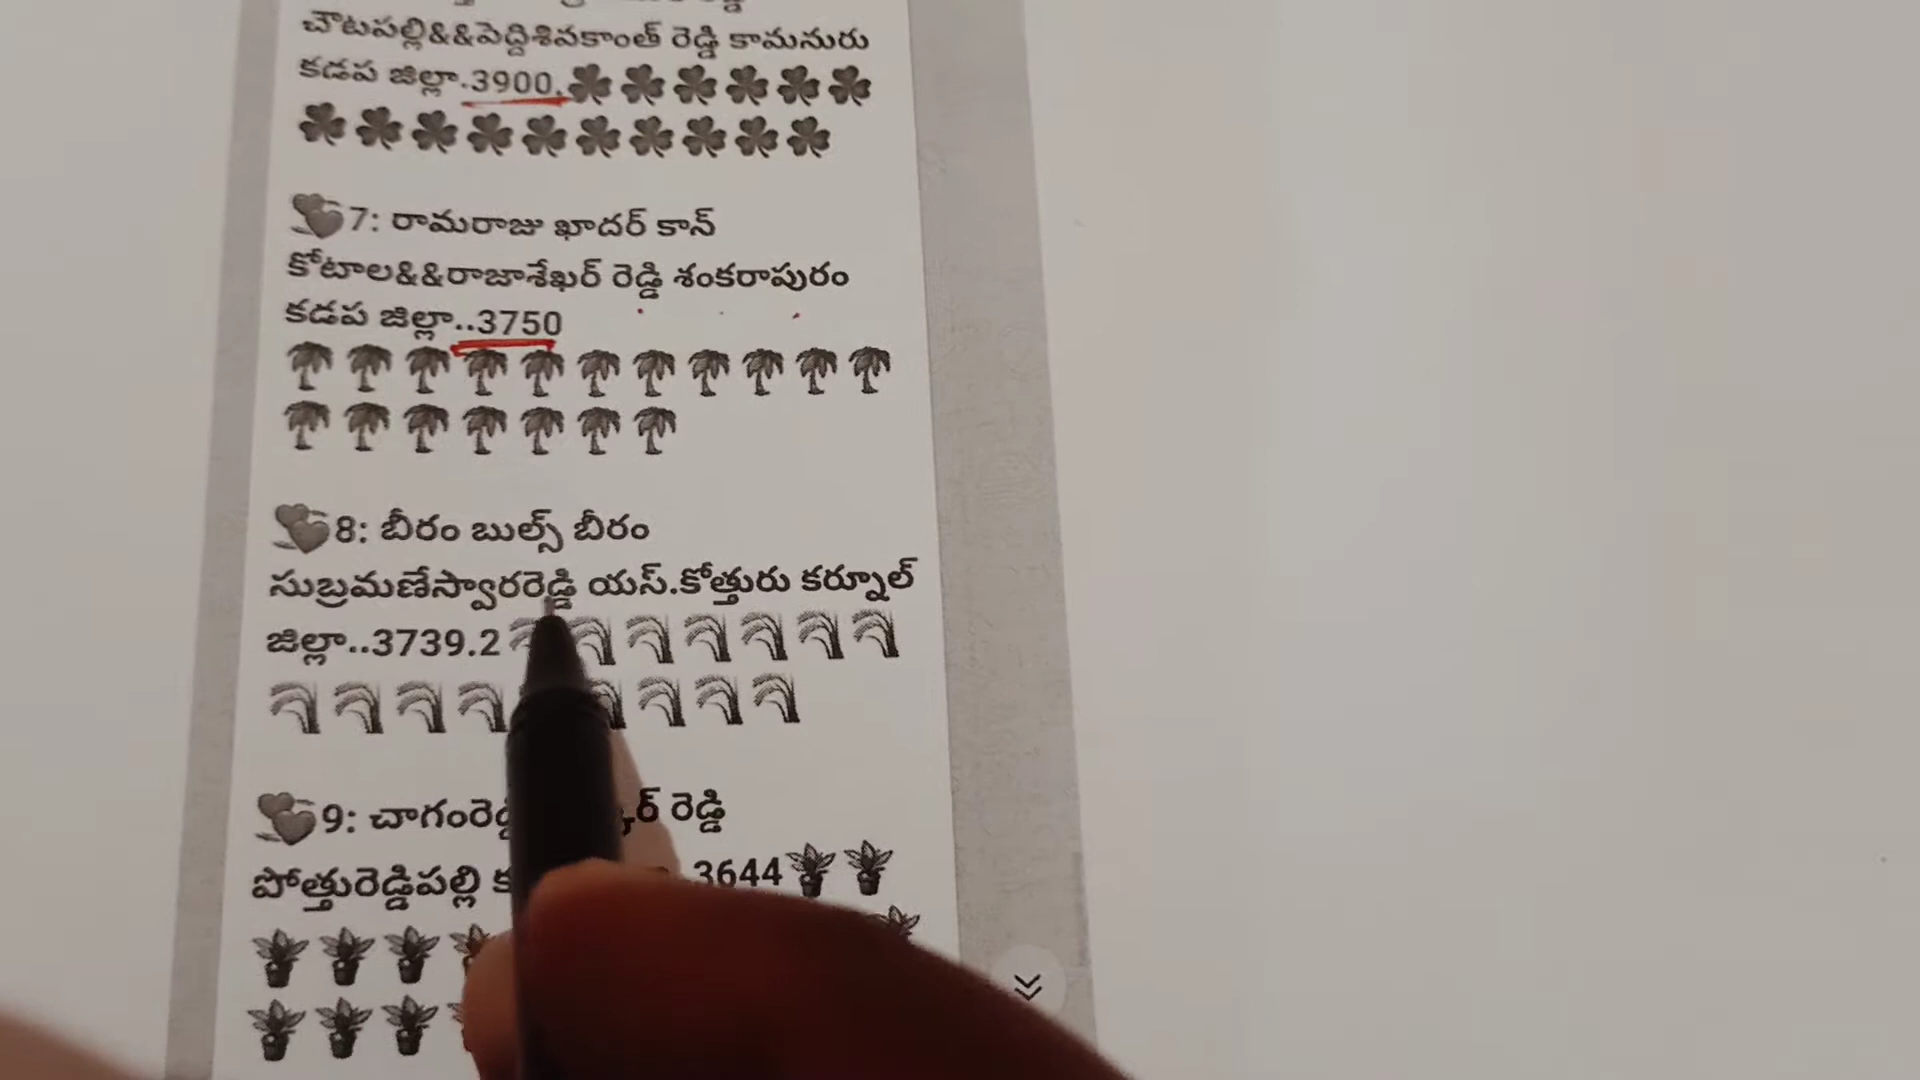 చౌటపల్లి&&పెద్దిశివకాంత్ రెడ్డి కామనురు
కడప జిల్లా.3900.
7: రామరాజు ఖాదర్ కాన్
కోటాల&&రాజాశేఖర్ రెడ్డి శంకరాపురం
కడప జిల్లా..3750
8: బీరం బుల్స్ బీరం
సుబ్రమణేస్వారరెడ్డి యస్.కోత్తురు కర్నూల్
జిల్లా..3739.2
9: చాగంరెడ్డి రెడ్డి
పోత్తురెడ్డిపల్లి 3644